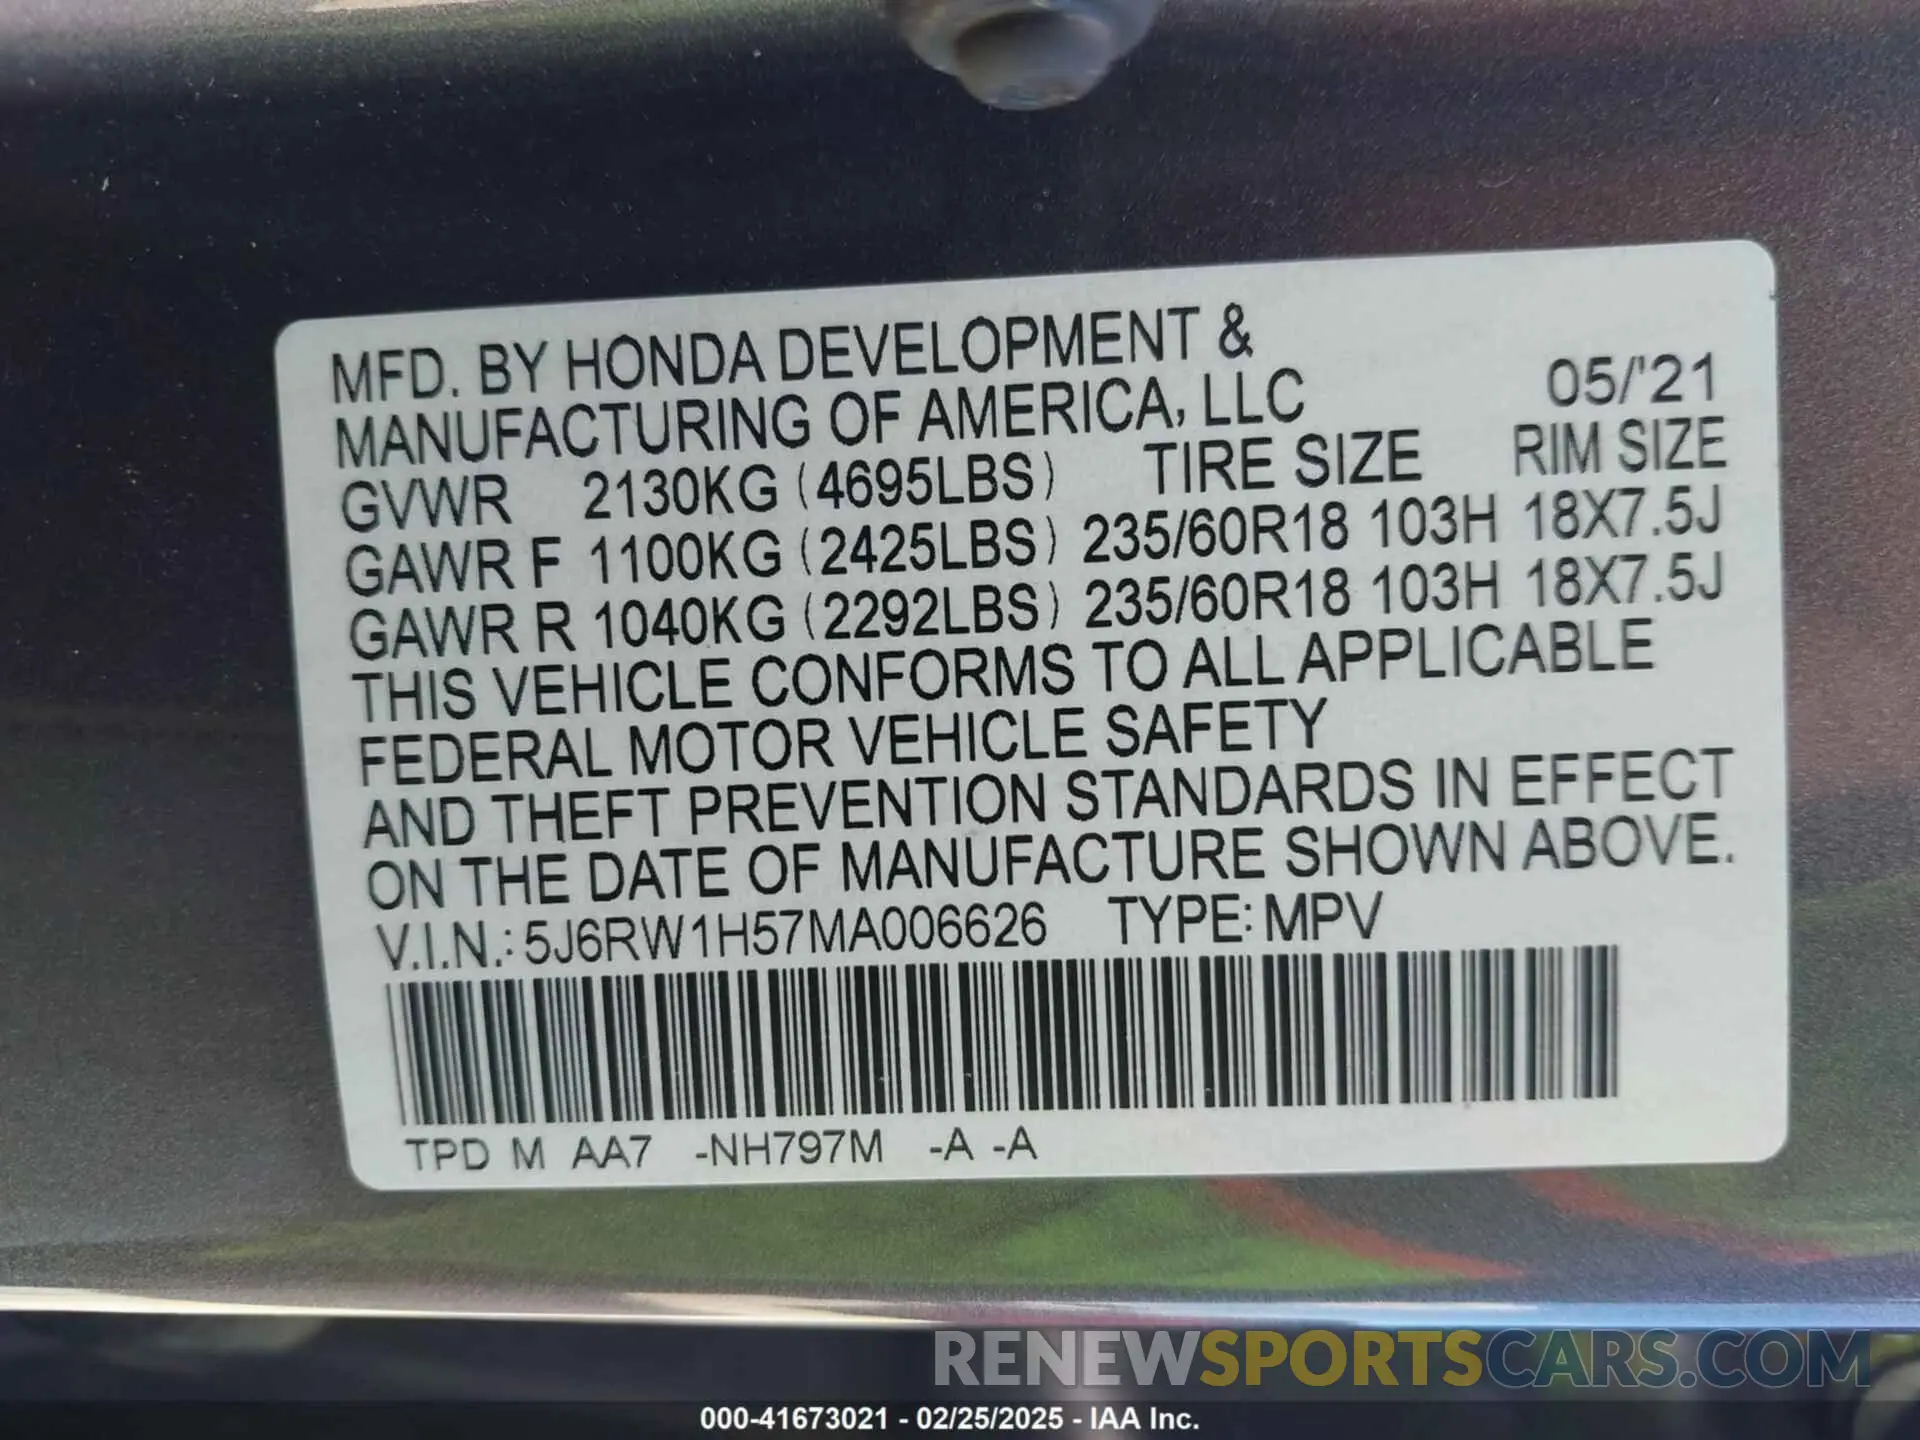 MFD. BY HONDA DEVELOPMENT &
MANUFACTURING OF AMERICA, LLC 05/'21
GVWR 2130KG (4695LBS) TIRE SIZE RIM SIZE
GAWR F 1100KG (2425LBS) 235/60R18 103H 18X7.5J
GAWR R 1040KG (2292LBS) 235/60R18 103H 18X7.5J
THIS VEHICLE CONFORMS TO ALL APPLICABLE
FEDERAL MOTOR VEHICLE SAFETY
AND THEFT PREVENTION STANDARDS IN EFFECT
ON THE DATE OF MANUFACTURE SHOWN ABOVE.
V.I.N.: 5J6RW1H57MA006626 TYPE: MPV
TPD M AA7 -NH797M -A -A
RENEWSPORTSCARS.COM
000-41673021 - 02/25/2025 - IAA Inc.